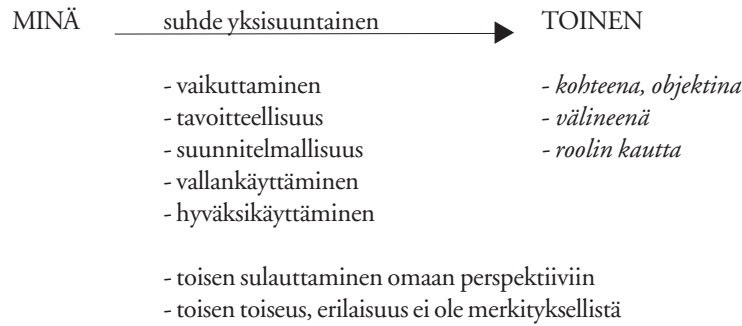 MINÄ suhde yksisuuntainen TOINEN
- vaikuttaminen - kohteena, objektina
- tavoitteellisuus - välineenä
- suunnitelmallisuus - roolin kautta
- vallankäyttäminen
- hyväksikäyttäminen
- toisen sulauttaminen omaan perspektiiviin
- toisen toiseus, erilaisuus ei ole merkityksellistä